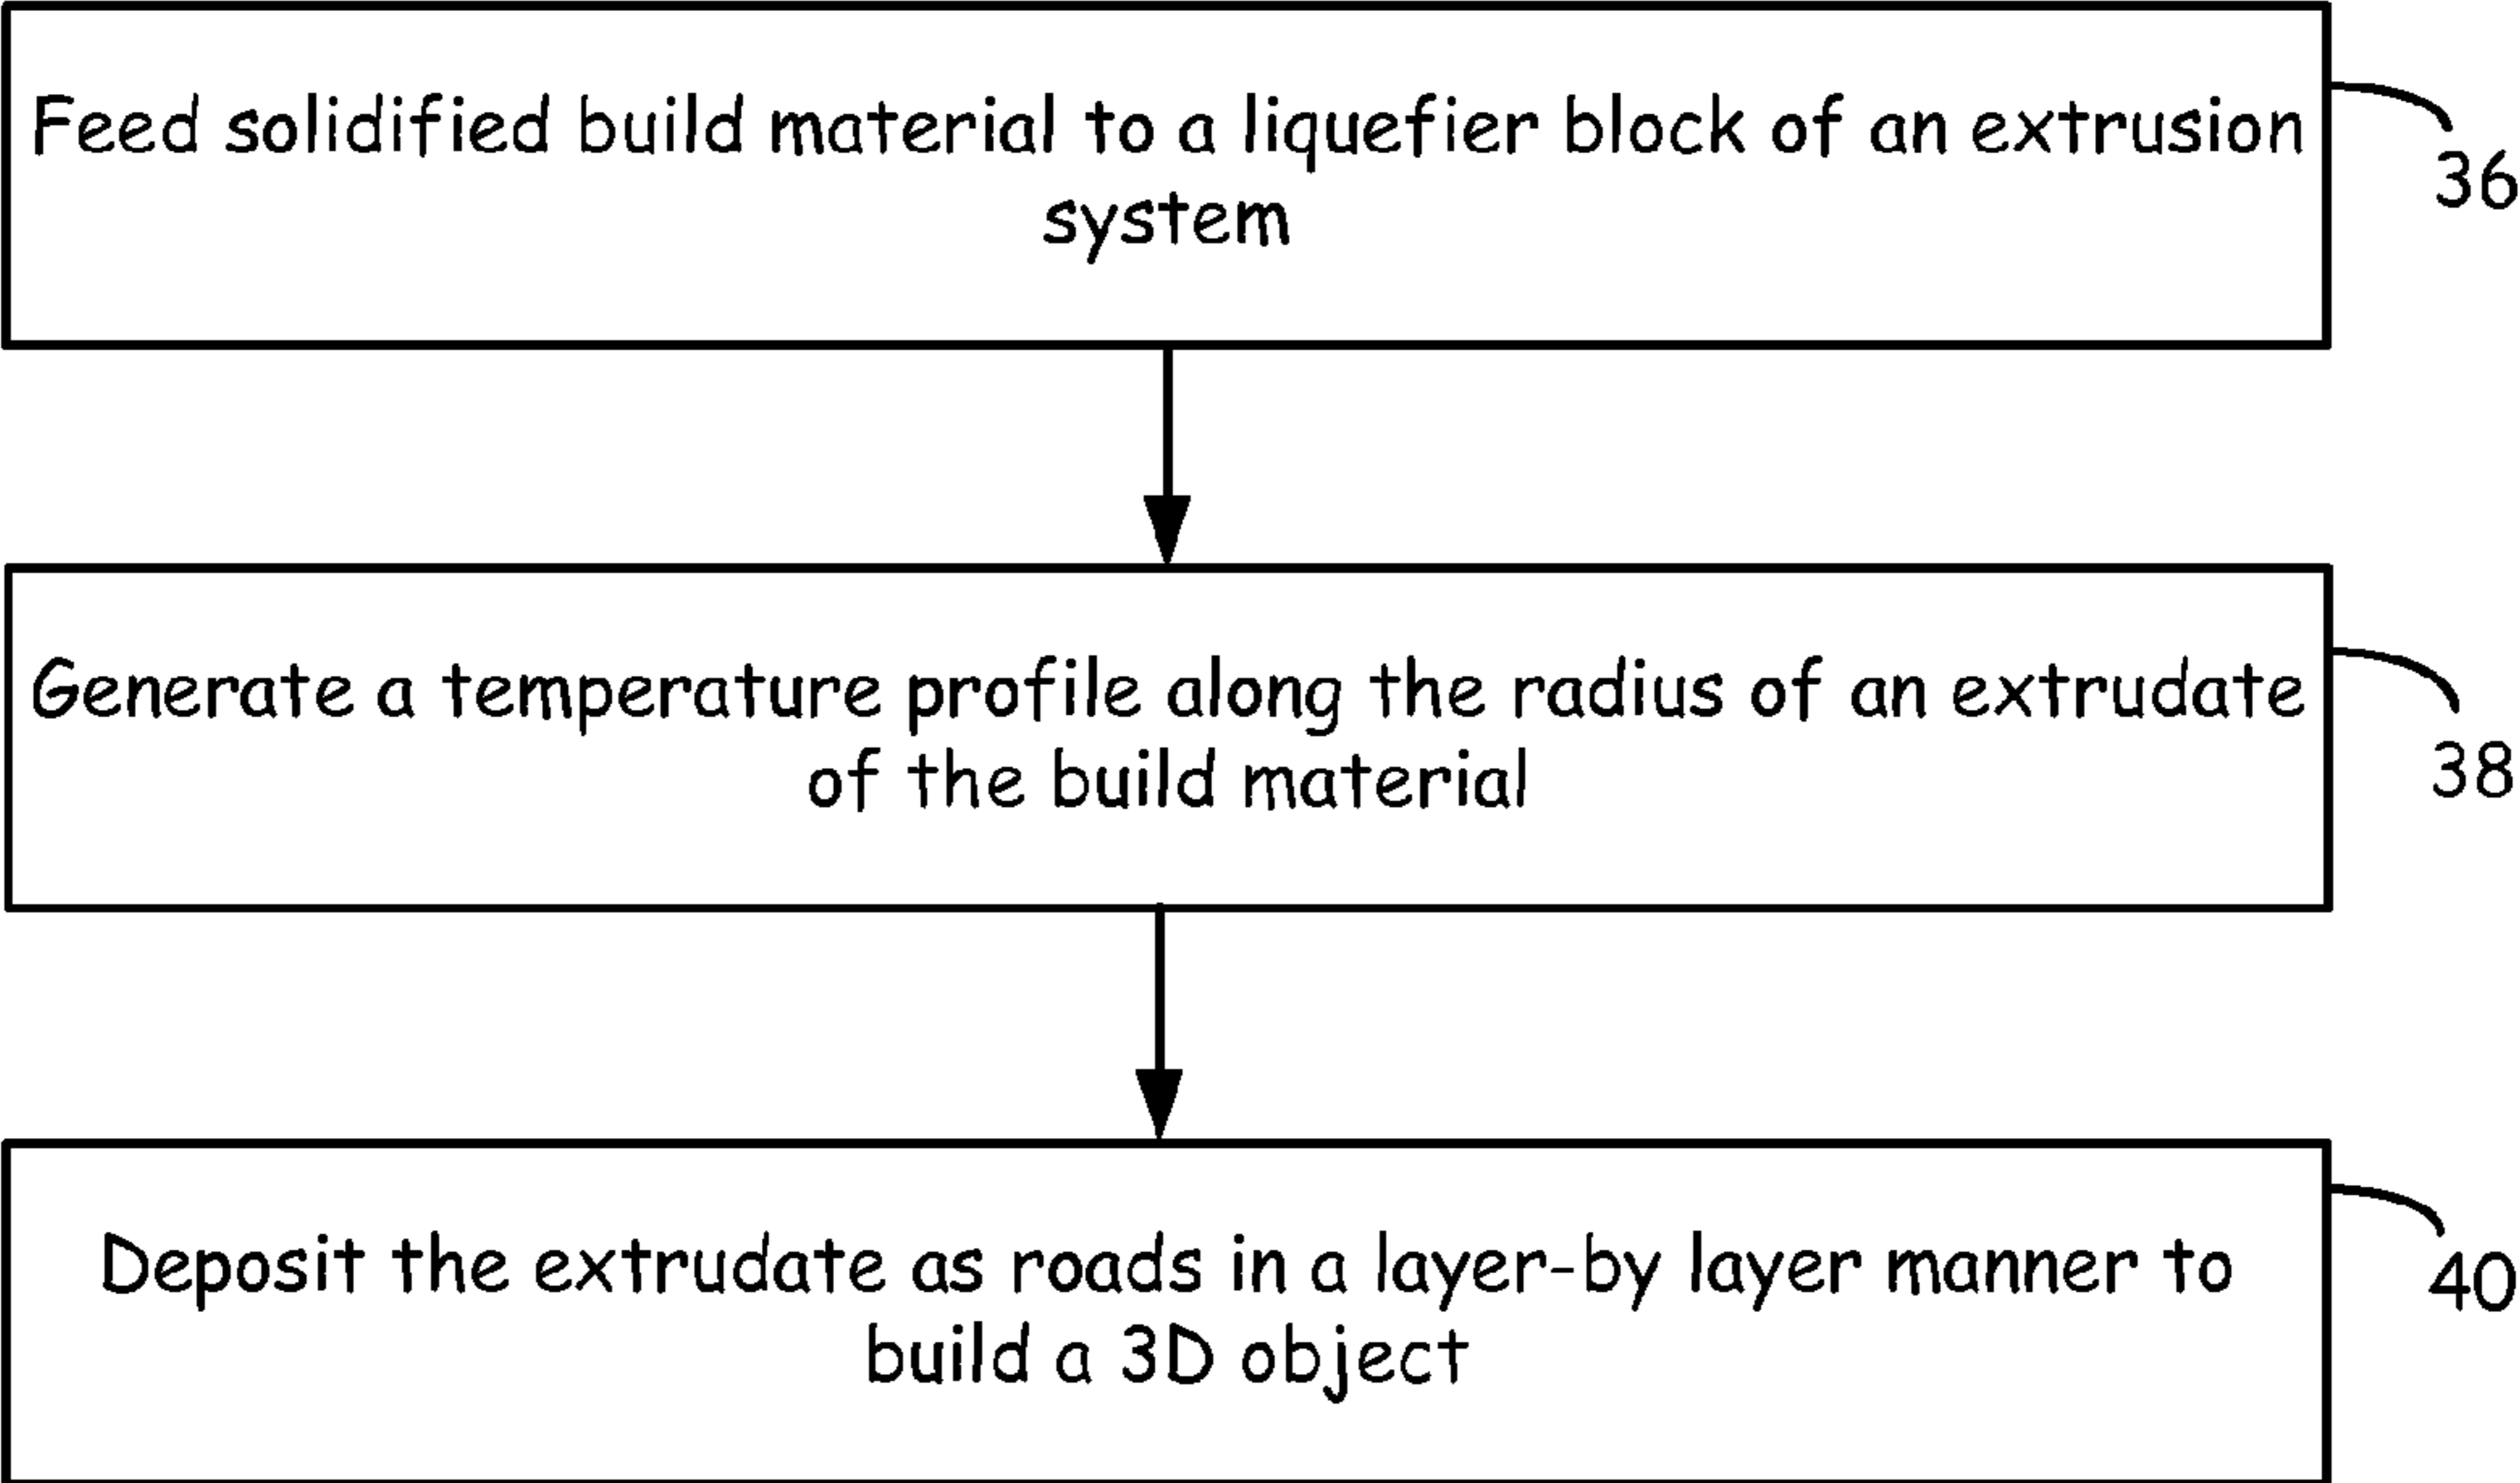 Feed solidified build material to a liquefier block of an extrusion
system
36
Generate a temperature profile along the radius of an extrudate
of the build material
38
Deposit the extrudate as roads in a layer-by layer manner to
build a 3D object
40